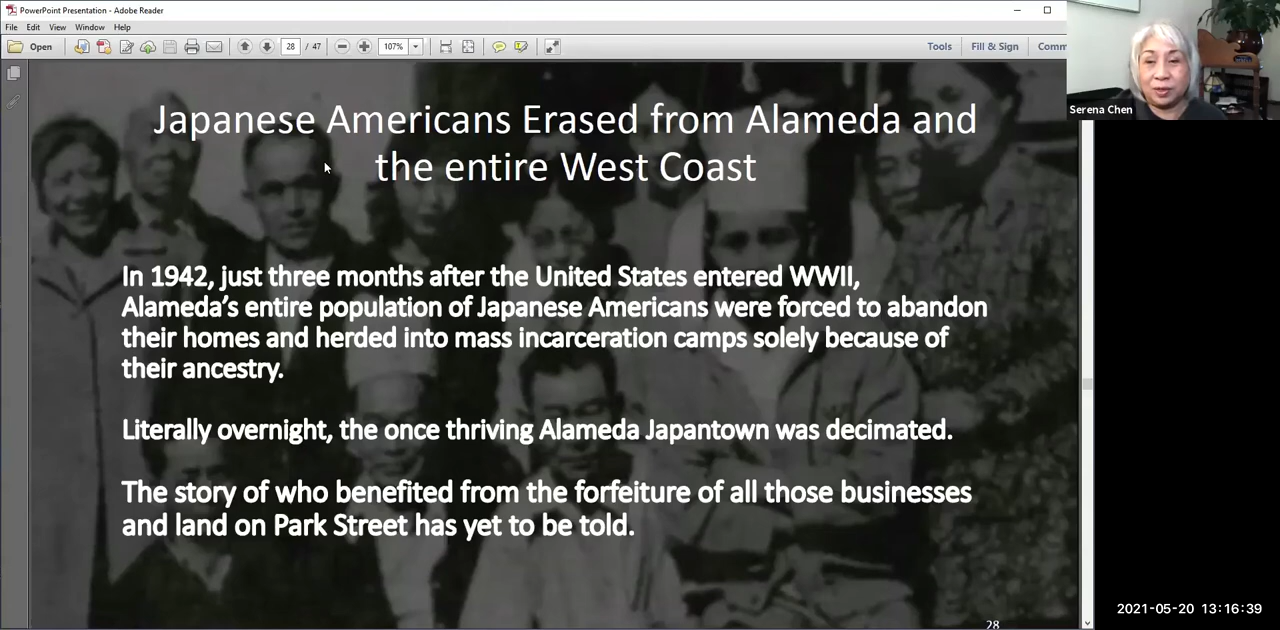 PowerPoint Presentation - Adobe Reader
File Edit View Window Help
Open 28 / 47 107% Tools Fill & Sign Comm
Serena Chen
Japanese Americans Erased from Alameda and
the entire West Coast
In 1942, just three months after the United States entered WWII,
Alameda’s entire population of Japanese Americans were forced to abandon
their homes and herded into mass incarceration camps solely because of
their ancestry.
Literally overnight, the once thriving Alameda Japantown was decimated.
The story of who benefited from the forfeiture of all those businesses
and land on Park Street has yet to be told.
28
2021-05-20 13:16:39